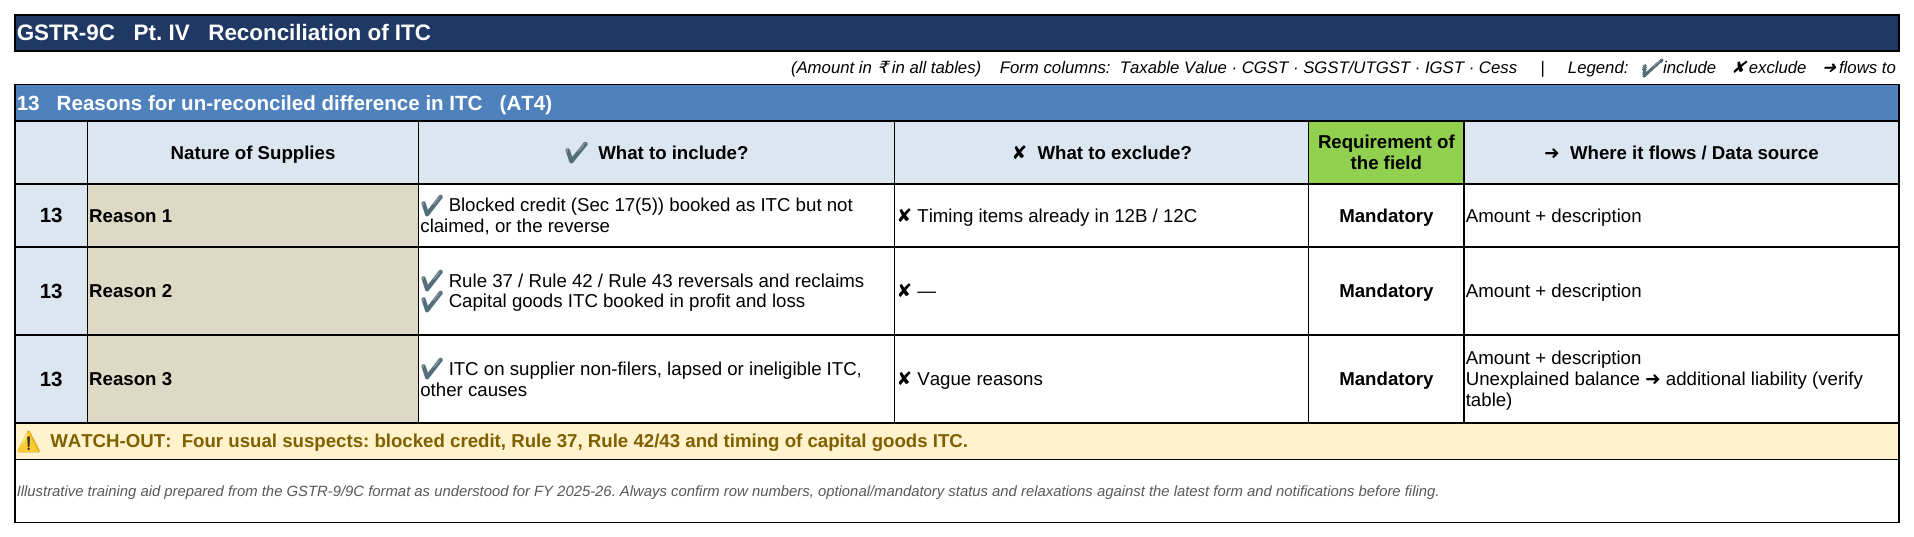 GSTR-9C   Pt. IV   Reconciliation of ITC
(Amount in ₹ in all tables)   Form columns:  Taxable Value · CGST · SGST/UTGST · IGST · Cess   |   Legend:  ✔ include   ✘ exclude   ➔ flows to
13   Reasons for un-reconciled difference in ITC   (AT4)
Nature of Supplies
✔ What to include?
✘ What to exclude?
Requirement of
the field
➔ Where it flows / Data source
13
Reason 1
✔ Blocked credit (Sec 17(5)) booked as ITC but not
claimed, or the reverse
✘ Timing items already in 12B / 12C
Mandatory
Amount + description
13
Reason 2
✔ Rule 37 / Rule 42 / Rule 43 reversals and reclaims
✔ Capital goods ITC booked in profit and loss
✘ —
Mandatory
Amount + description
13
Reason 3
✔ ITC on supplier non-filers, lapsed or ineligible ITC,
other causes
✘ Vague reasons
Mandatory
Amount + description
Unexplained balance ➔ additional liability (verify
table)
⚠ WATCH-OUT:  Four usual suspects: blocked credit, Rule 37, Rule 42/43 and timing of capital goods ITC.
Illustrative training aid prepared from the GSTR-9/9C format as understood for FY 2025-26. Always confirm row numbers, optional/mandatory status and relaxations against the latest form and notifications before filing.